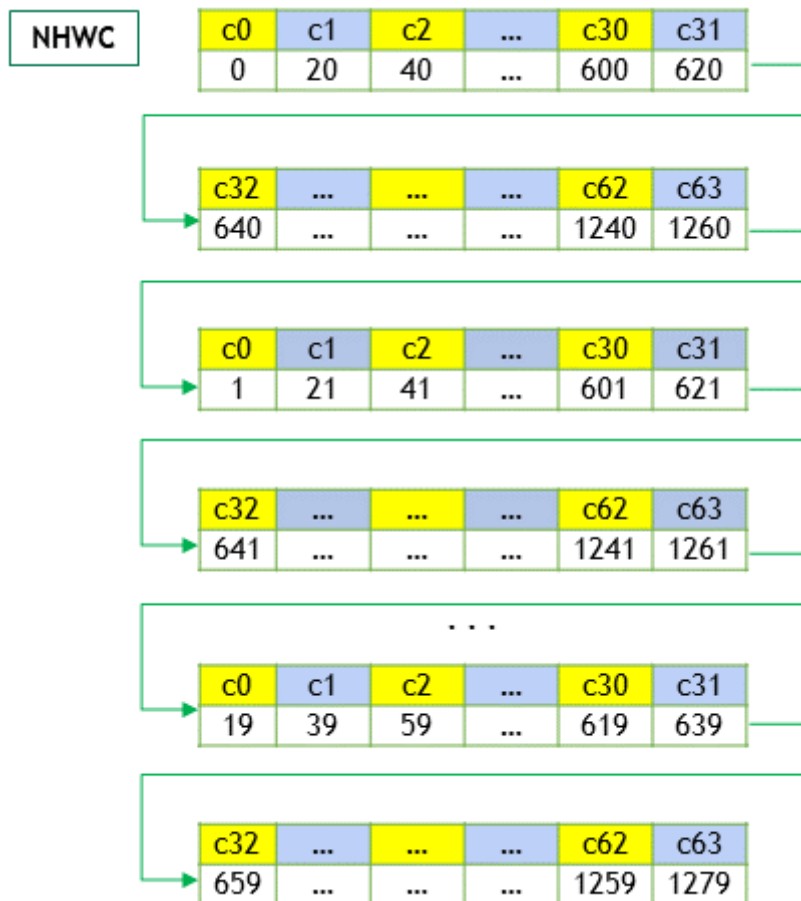 NHWC
c0 c1 c2 ... c30 c31
0 20 40 ... 600 620
c32 ... ... ... c62 c63
640 ... ... ... 1240 1260
c0 c1 c2 ... c30 c31
1 21 41 ... 601 621
c32 ... ... ... c62 c63
641 ... ... ... 1241 1261
. . .
c0 c1 c2 ... c30 c31
19 39 59 ... 619 639
c32 ... ... ... c62 c63
659 ... ... ... 1259 1279